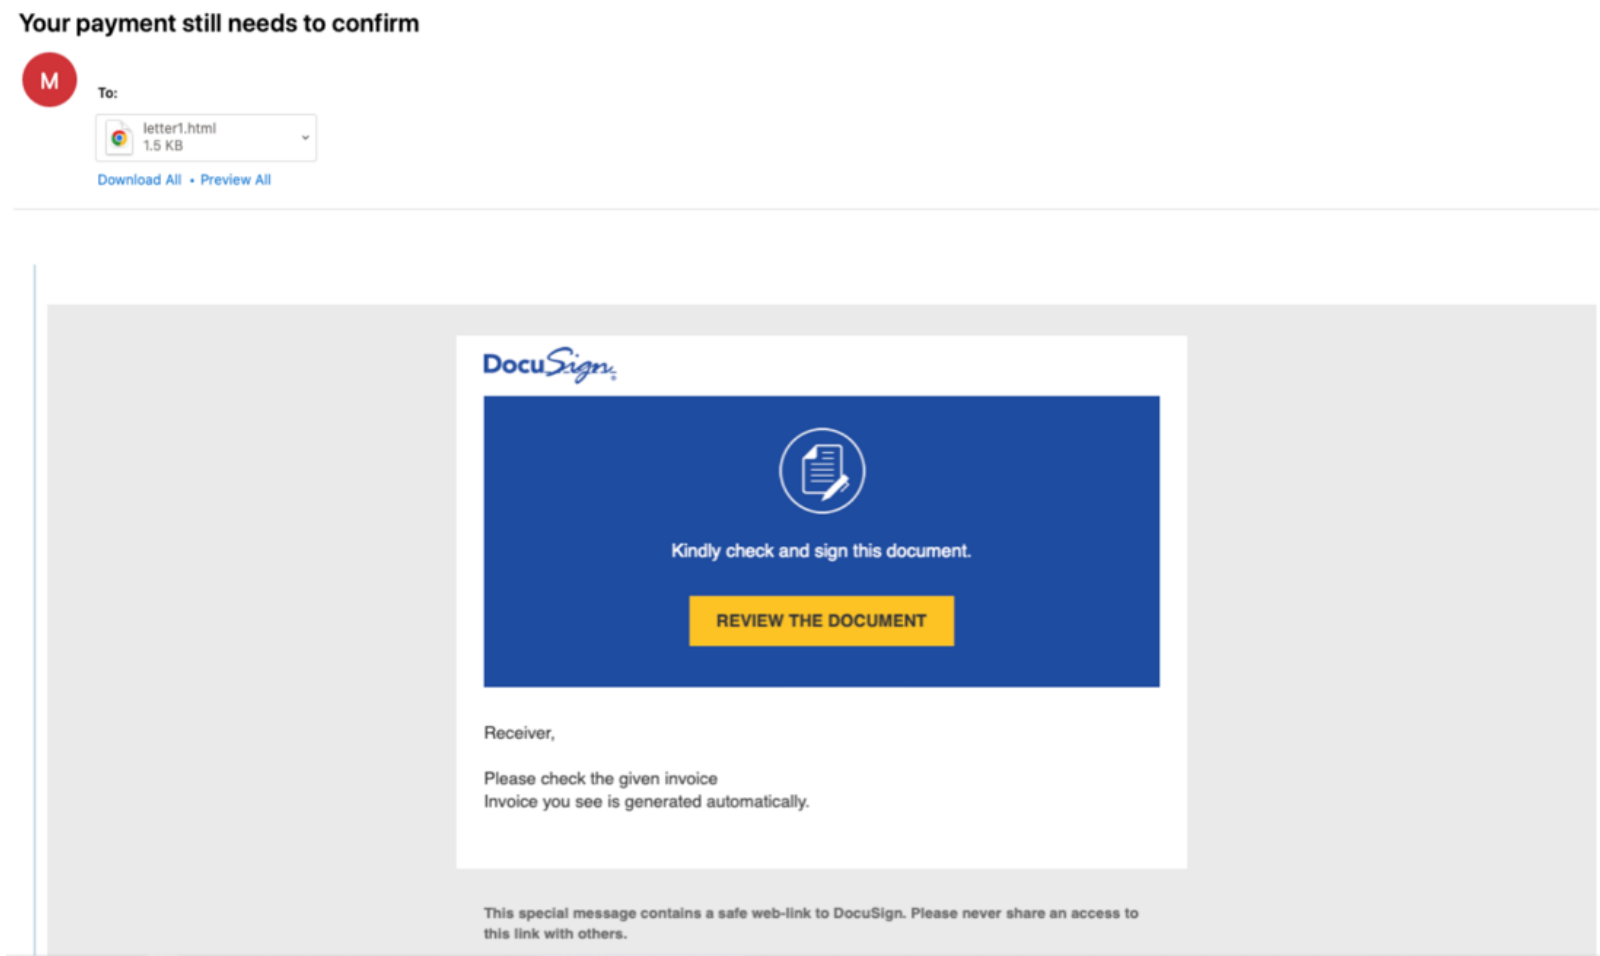 Your payment still needs to confirm
M
To:
letter1.html
1.5 KB
Download All • Preview All
DocuSign
Kindly check and sign this document.
REVIEW THE DOCUMENT
Receiver,
Please check the given invoice
Invoice you see is generated automatically.
This special message contains a safe web-link to DocuSign. Please never share an access to
this link with others.